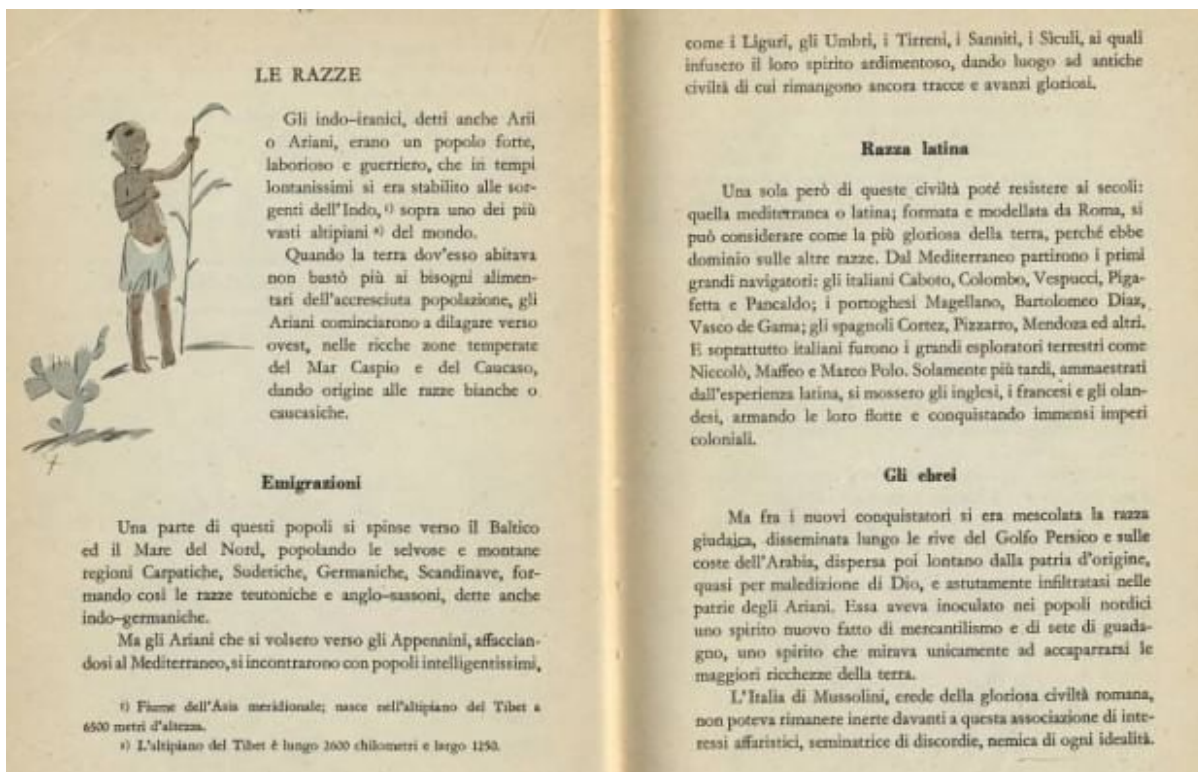 LE RAZZE
Gli indo-iranici, detti anche Arii
o Ariani, erano un popolo forte,
laborioso e guerriero, che in tempi
lontanissimi si era stabilito alle sor-
genti dell'Indo, ¹) sopra uno dei più
vasti altipiani ²) del mondo.
Quando la terra dov'esso abitava
non bastò più ai bisogni alimen-
tari dell'accresciuta popolazione, gli
Ariani cominciarono a dilagare verso
ovest, nelle ricche zone temperate
del Mar Caspio e del Caucaso,
dando origine alle razze bianche o
caucasiche.
Emigrazioni
Una parte di questi popoli si spinse verso il Baltico
ed il Mare del Nord, popolando le selvose e montane
regioni Carpatiche, Sudetiche, Germaniche, Scandinave, for-
mando così le razze teutoniche e anglo-sassoni, dette anche
indo-germaniche.
Ma gli Ariani che si volsero verso gli Appennini, affaccian-
dosi al Mediterraneo, si incontrarono con popoli intelligentissimi,
¹) Fiume dell'Asia meridionale; nasce nell'altipiano del Tibet a
6500 metri d'altezza.
²) L'altipiano del Tibet è lungo 2600 chilometri e largo 1250.
come i Liguri, gli Umbri, i Tirreni, i Sanniti, i Siculi, ai quali
infusero il loro spirito ardimentoso, dando luogo ad antiche
civiltà di cui rimangono ancora tracce e avanzi gloriosi.
Razza latina
Una sola però di queste civiltà poté resistere ai secoli:
quella mediterranea o latina; formata e modellata da Roma, si
può considerare come la più gloriosa della terra, perché ebbe
dominio sulle altre razze. Dal Mediterraneo partirono i primi
grandi navigatori: gli italiani Caboto, Colombo, Vespucci, Piga-
fetta e Pancaldo; i portoghesi Magellano, Bartolomeo Diaz,
Vasco de Gama; gli spagnoli Cortez, Pizzarro, Mendoza ed altri.
E soprattutto italiani furono i grandi esploratori terrestri come
Niccolò, Maffeo e Marco Polo. Solamente più tardi, ammaestrati
dall'esperienza latina, si mossero gli inglesi, i francesi e gli olan-
desi, armando le loro flotte e conquistando immensi imperi
coloniali.
Gli ebrei
Ma fra i nuovi conquistatori si era mescolata la razza
giudaica, disseminata lungo le rive del Golfo Persico e sulle
coste dell'Arabia, dispersa poi lontano dalla patria d'origine,
quasi per maledizione di Dio, e astutamente infiltratasi nelle
patrie degli Ariani. Essa aveva inoculato nei popoli nordici
uno spirito nuovo fatto di mercantilismo e di sete di guada-
gno, uno spirito che mirava unicamente ad accaparrarsi le
maggiori ricchezze della terra.
L'Italia di Mussolini, erede della gloriosa civiltà romana,
non poteva rimanere inerte davanti a questa associazione di inte-
ressi affaristici, seminatrice di discordie, nemica di ogni idealità.